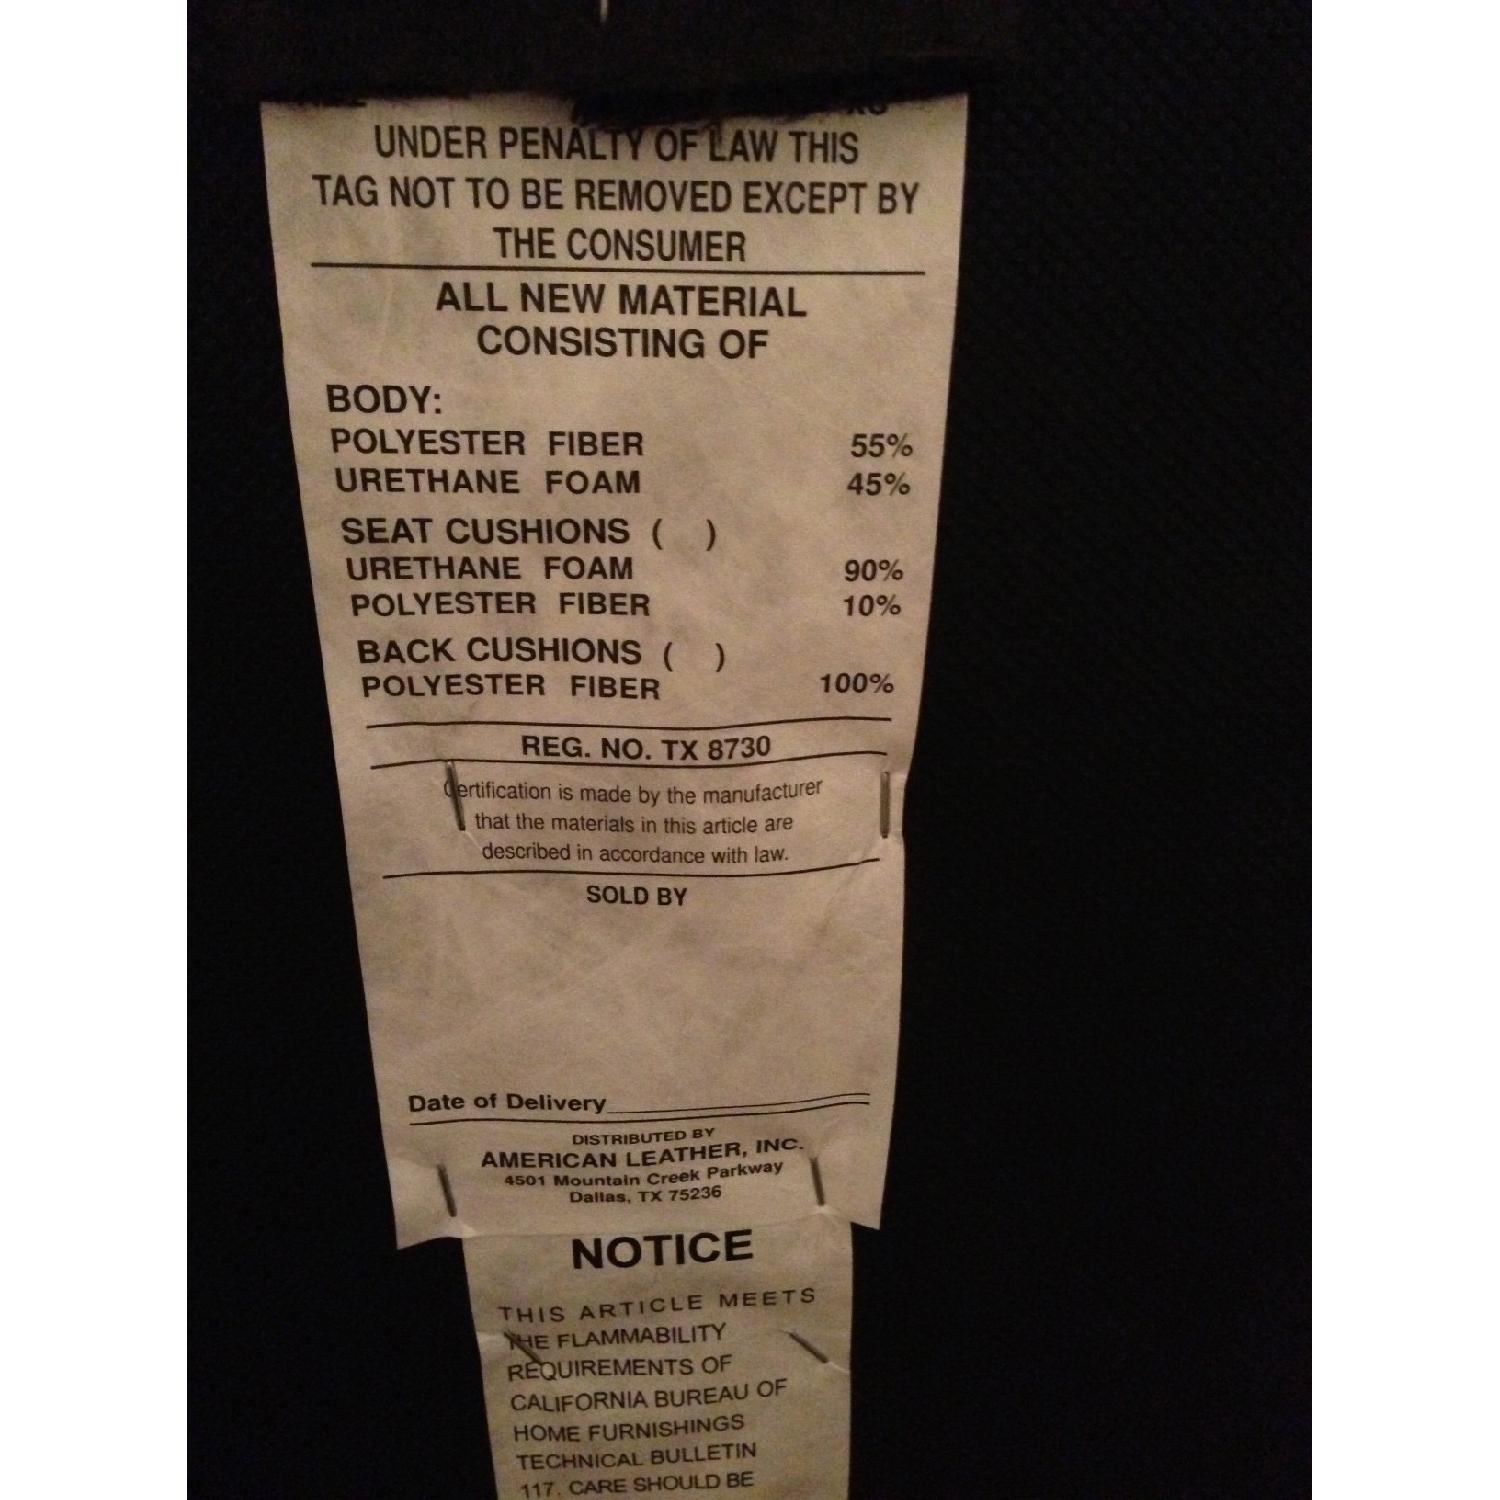 UNDER PENALTY OF LAW THIS
TAG NOT TO BE REMOVED EXCEPT BY
THE CONSUMER
ALL NEW MATERIAL
CONSISTING OF
BODY:
POLYESTER FIBER 55%
URETHANE FOAM 45%
SEAT CUSHIONS ( )
URETHANE FOAM 90%
POLYESTER FIBER 10%
BACK CUSHIONS ( )
POLYESTER FIBER 100%
REG. NO. TX 8730
Certification is made by the manufacturer
that the materials in this article are
described in accordance with law.
SOLD BY
Date of Delivery
DISTRIBUTED BY
AMERICAN LEATHER, INC.
4501 Mountain Creek Parkway
Dallas, TX 75236
NOTICE
THIS ARTICLE MEETS
THE FLAMMABILITY
REQUIREMENTS OF
CALIFORNIA BUREAU OF
HOME FURNISHINGS
TECHNICAL BULLETIN
117. CARE SHOULD BE